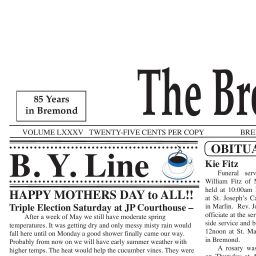 85 Years
in Bremond
The Bre
VOLUME LXXXV TWENTY-FIVE CENTS PER COPY
BRE
B. Y. Line
HAPPY MOTHERS DAY to ALL!!
Triple Election Saturday at JP Courthouse –
After a week of May we still have moderate spring
temperatures. It was getting dry and only messy misty rain would
fall here until on Monday a good shower finally came our way.
Probably from now on we will have early summer weather with
higher temps. The heat would help the cucumber vines. They were
OBITUA
Kie Fitz
Funeral serv
William Fitz of M
held at 10:00am
at St. Joseph's Ca
in Marlin. Rev. J
officiate at the ser
side service and b
12noon at St. Ma
in Bremond.
A rosary was